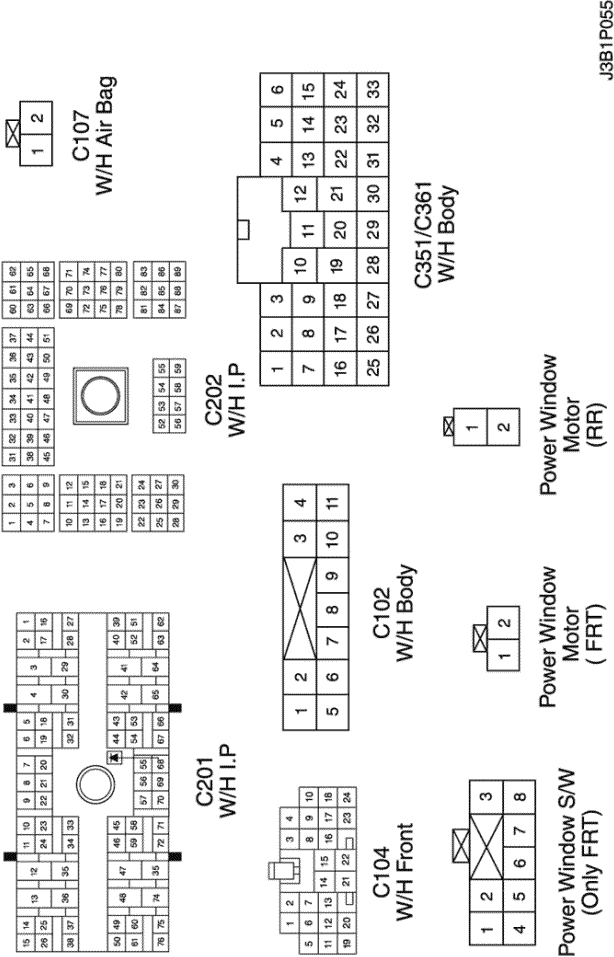 15 14 13 12 11 10 9 8 7 6 5 4 3 2 1
26 25 24 23 22 21 20 19 18 17 16
38 37 36 35 34 33 32 31 30 29 28 27
50 49 48 47 46 45 44 43 42 41 40 39
61 60 59 58 57 56 55 54 53 52 51
76 75 74 35 72 71 70 69 68 67 66 65 64 63 62
C201
W/H I.P
1 2 3 31 32 33 34 35 36 37 60 61 62
4 5 6 38 39 40 41 42 43 44 63 64 65
7 8 9 45 46 47 48 49 50 51 66 67 68
10 11 12 69 70 71
13 14 15 72 73 74
16 17 18 75 76 77
19 20 21 78 79 80
22 23 24 52 53 54 55 81 82 83
25 26 27 56 57 58 59 84 85 86
28 29 30 87 88 89
C202
W/H I.P
1 2
C107
W/H Air Bag
1 2 3 4
5 6 7 8 9 10
11 12 13 14 15 16 17 18
19 20 21 22 23 24
C104
W/H Front
1 2 3 4
5 6 7 8 9 10 11
C102
W/H Body
1 2 3 4 5 6
7 8 9 10 11 12 13 14 15
16 17 18 19 20 21 22 23 24
25 26 27 28 29 30 31 32 33
C351/C361
W/H Body
1 2 3
4 5 6 7 8
Power Window S/W
(Only FRT)
1 2
Power Window
Motor
( FRT)
1
2
Power Window
Motor
(RR)
J3B1P055